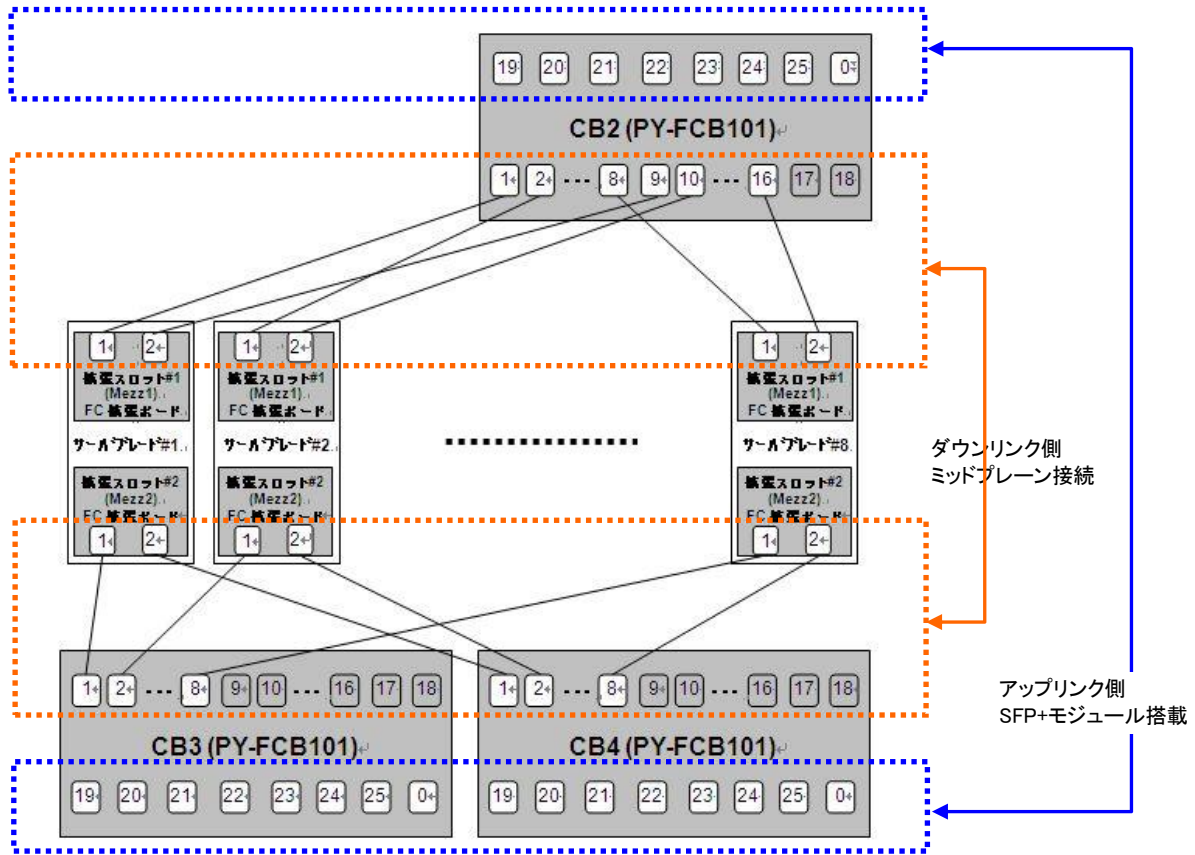 19 20 21 22 23 24 25 0
CB2 (PY-FCB101)
1 2 --- 8 9 10 --- 16 17 18
1 2 1 2 1 2
拡張スロット#1 拡張スロット#1 拡張スロット#1
(Mezz1) (Mezz1) (Mezz1)
FC 拡張ボード FC 拡張ボード FC 拡張ボード
サーバブレード#1 サーバブレード#2 サーバブレード#8
拡張スロット#2 拡張スロット#2 拡張スロット#2
(Mezz2) (Mezz2) (Mezz2)
FC 拡張ボード FC 拡張ボード FC 拡張ボード
1 2 1 2 1 2
ダウンリンク側
ミッドプレーン接続
1 2 --- 8 9 10 --- 16 17 18 1 2 --- 8 9 10 --- 16 17 18
CB3 (PY-FCB101) CB4 (PY-FCB101)
19 20 21 22 23 24 25 0 19 20 21 22 23 24 25 0
アップリンク側
SFP+モジュール搭載